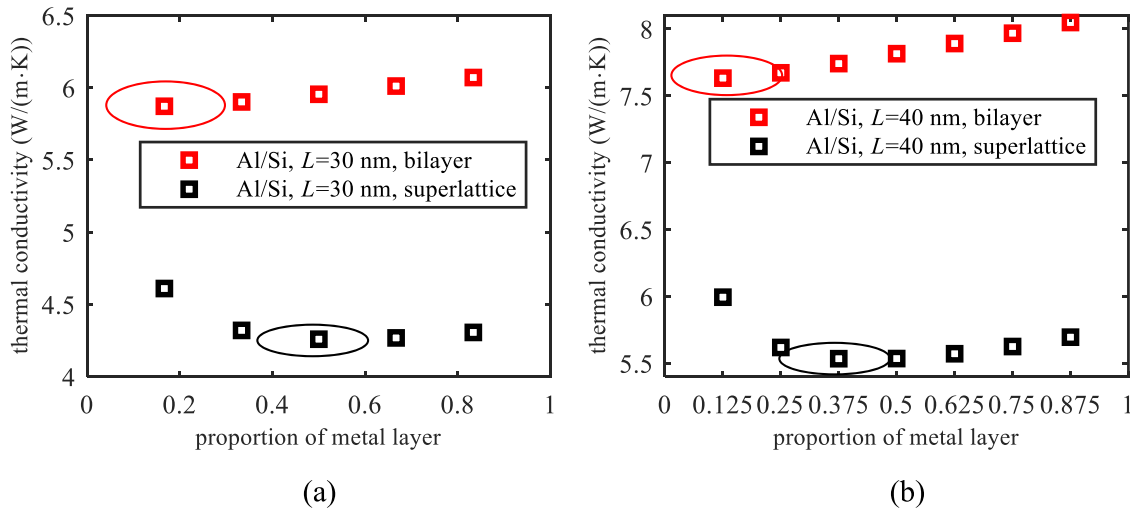 6.5
6
5.5
5
4.5
4
thermal conductivity (W/(m·K))
Al/Si, L=30 nm, bilayer
Al/Si, L=30 nm, superlattice
0 0.2 0.4 0.6 0.8 1
proportion of metal layer
(a)
8
7.5
7
6.5
6
5.5
thermal conductivity (W/(m·K))
Al/Si, L=40 nm, bilayer
Al/Si, L=40 nm, superlattice
0 0.125 0.25 0.375 0.5 0.625 0.75 0.875 1
proportion of metal layer
(b)